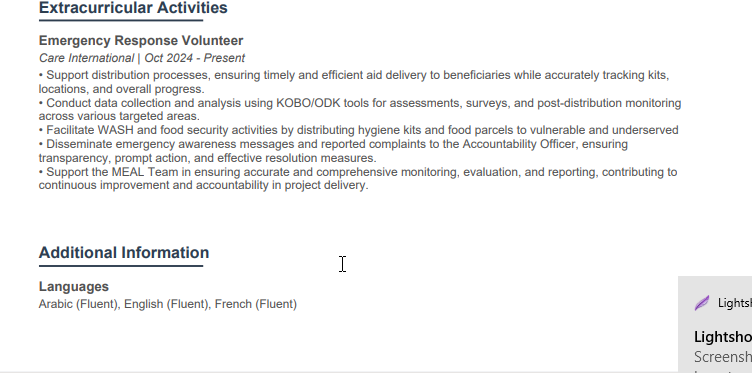 Extracurricular Activities
Emergency Response Volunteer
Care International | Oct 2024 - Present
• Support distribution processes, ensuring timely and efficient aid delivery to beneficiaries while accurately tracking kits,
locations, and overall progress.
• Conduct data collection and analysis using KOBO/ODK tools for assessments, surveys, and post-distribution monitoring
across various targeted areas.
• Facilitate WASH and food security activities by distributing hygiene kits and food parcels to vulnerable and underserved
• Disseminate emergency awareness messages and reported complaints to the Accountability Officer, ensuring
transparency, prompt action, and effective resolution measures.
• Support the MEAL Team in ensuring accurate and comprehensive monitoring, evaluation, and reporting, contributing to
continuous improvement and accountability in project delivery.
Additional Information
Languages
Arabic (Fluent), English (Fluent), French (Fluent)
Lightsh
Lightsho
Screensh